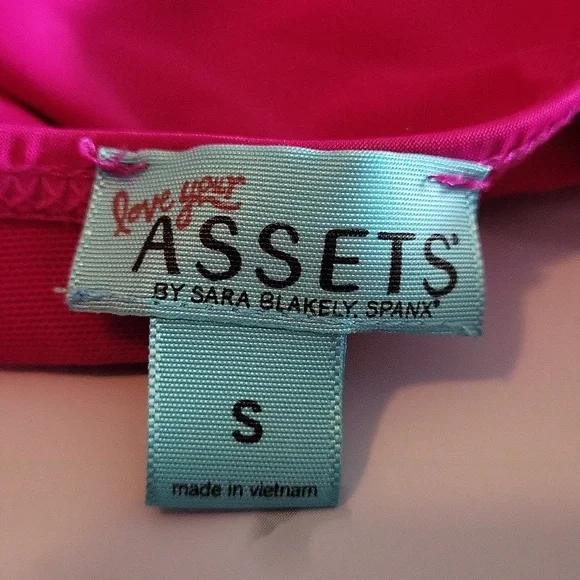 love your
ASSETS®
BY SARA BLAKELY, SPANX®
S
made in vietnam